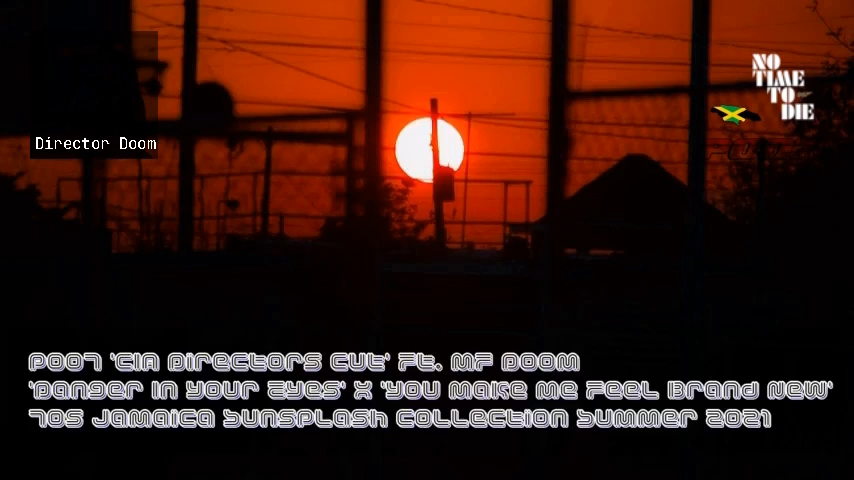 NO
TIME
TO
DIE
Director Doom
P007 'CIA Directors Cut' Ft. MF DOOM
'Danger In Your Eyes' X 'You Make Me Feel Brand New'
70s Jamaica Sunsplash Collection Summer 2021